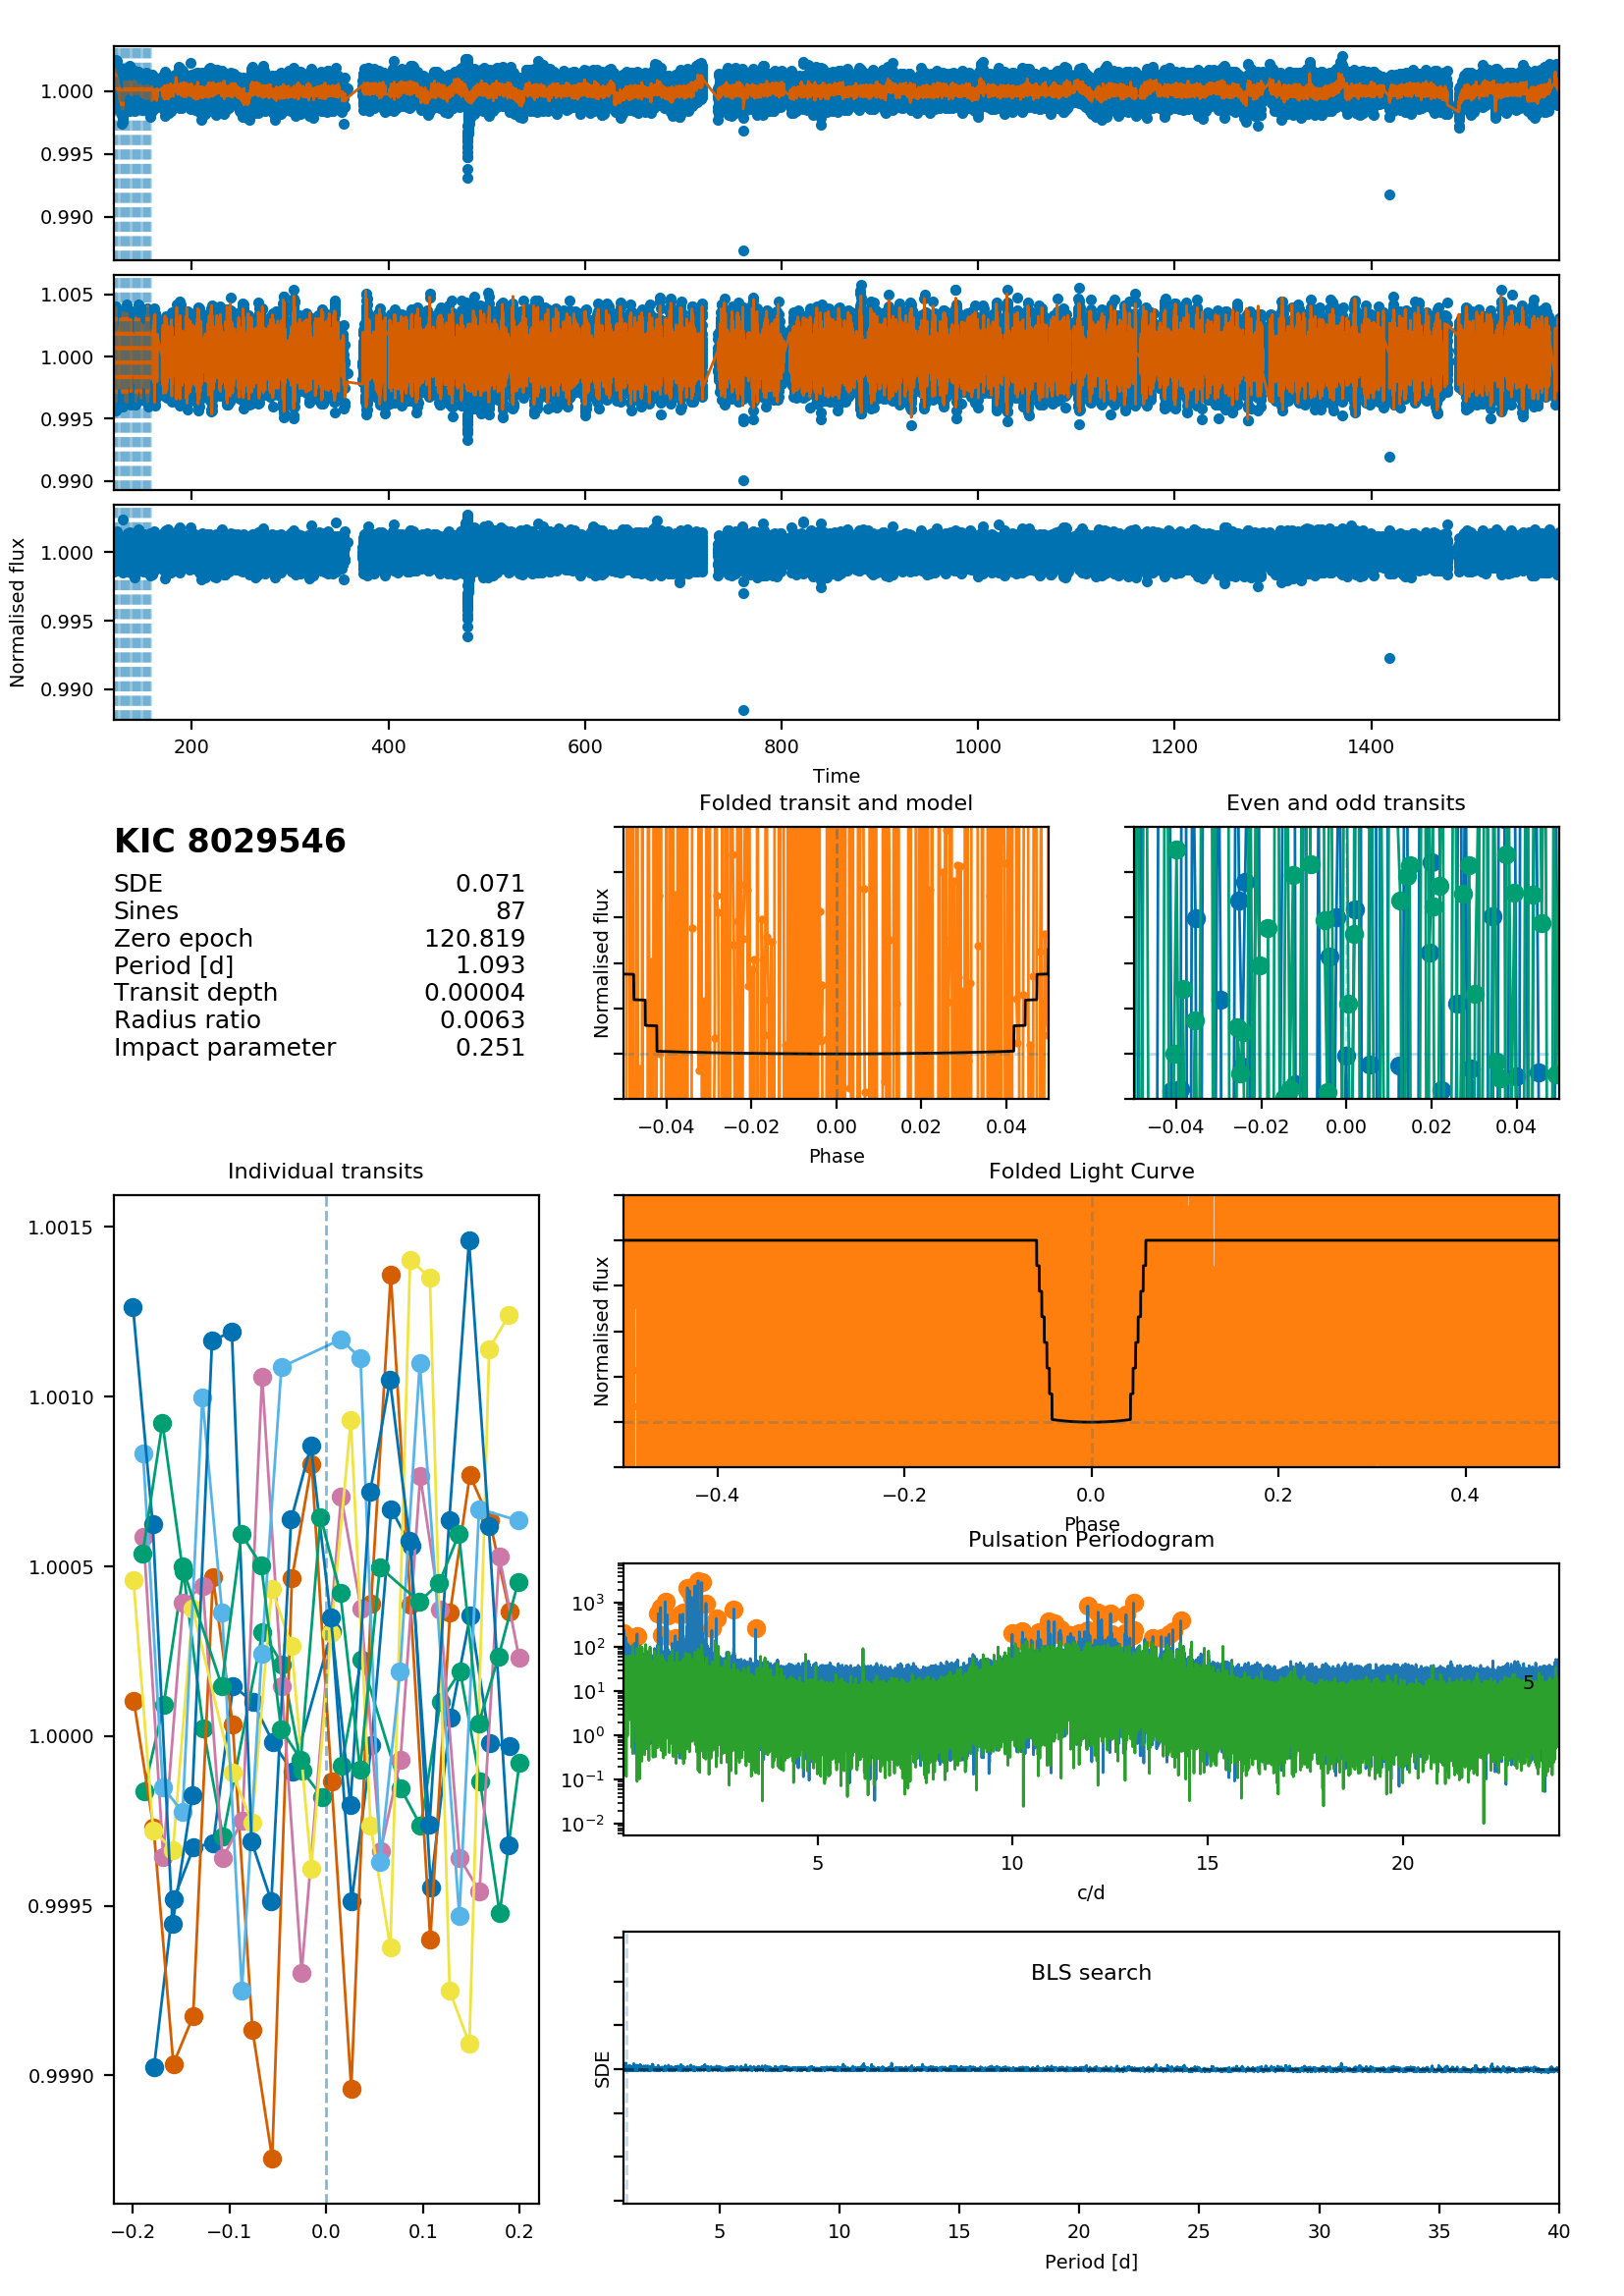 1.000
0.995
0.990
1.005
1.000
0.995
0.990
1.000
0.995
0.990
Normalised flux
200 400 600 800 1000 1200 1400
Time
KIC 8029546
SDE 0.071
Sines 87
Zero epoch 120.819
Period [d] 1.093
Transit depth 0.00004
Radius ratio 0.0063
Impact parameter 0.251
Folded transit and model
Normalised flux
−0.04 −0.02 0.00 0.02 0.04
Phase
Even and odd transits
−0.04 −0.02 0.00 0.02 0.04
Individual transits
1.0015
1.0010
1.0005
1.0000
0.9995
0.9990
−0.2 −0.1 0.0 0.1 0.2
Folded Light Curve
Normalised flux
−0.4 −0.2 0.0 0.2 0.4
Phase
Pulsation Periodogram
10³
10²
10¹
10⁰
10⁻¹
10⁻²
5
5 10 15 20
c/d
BLS search
SDE
5 10 15 20 25 30 35 40
Period [d]